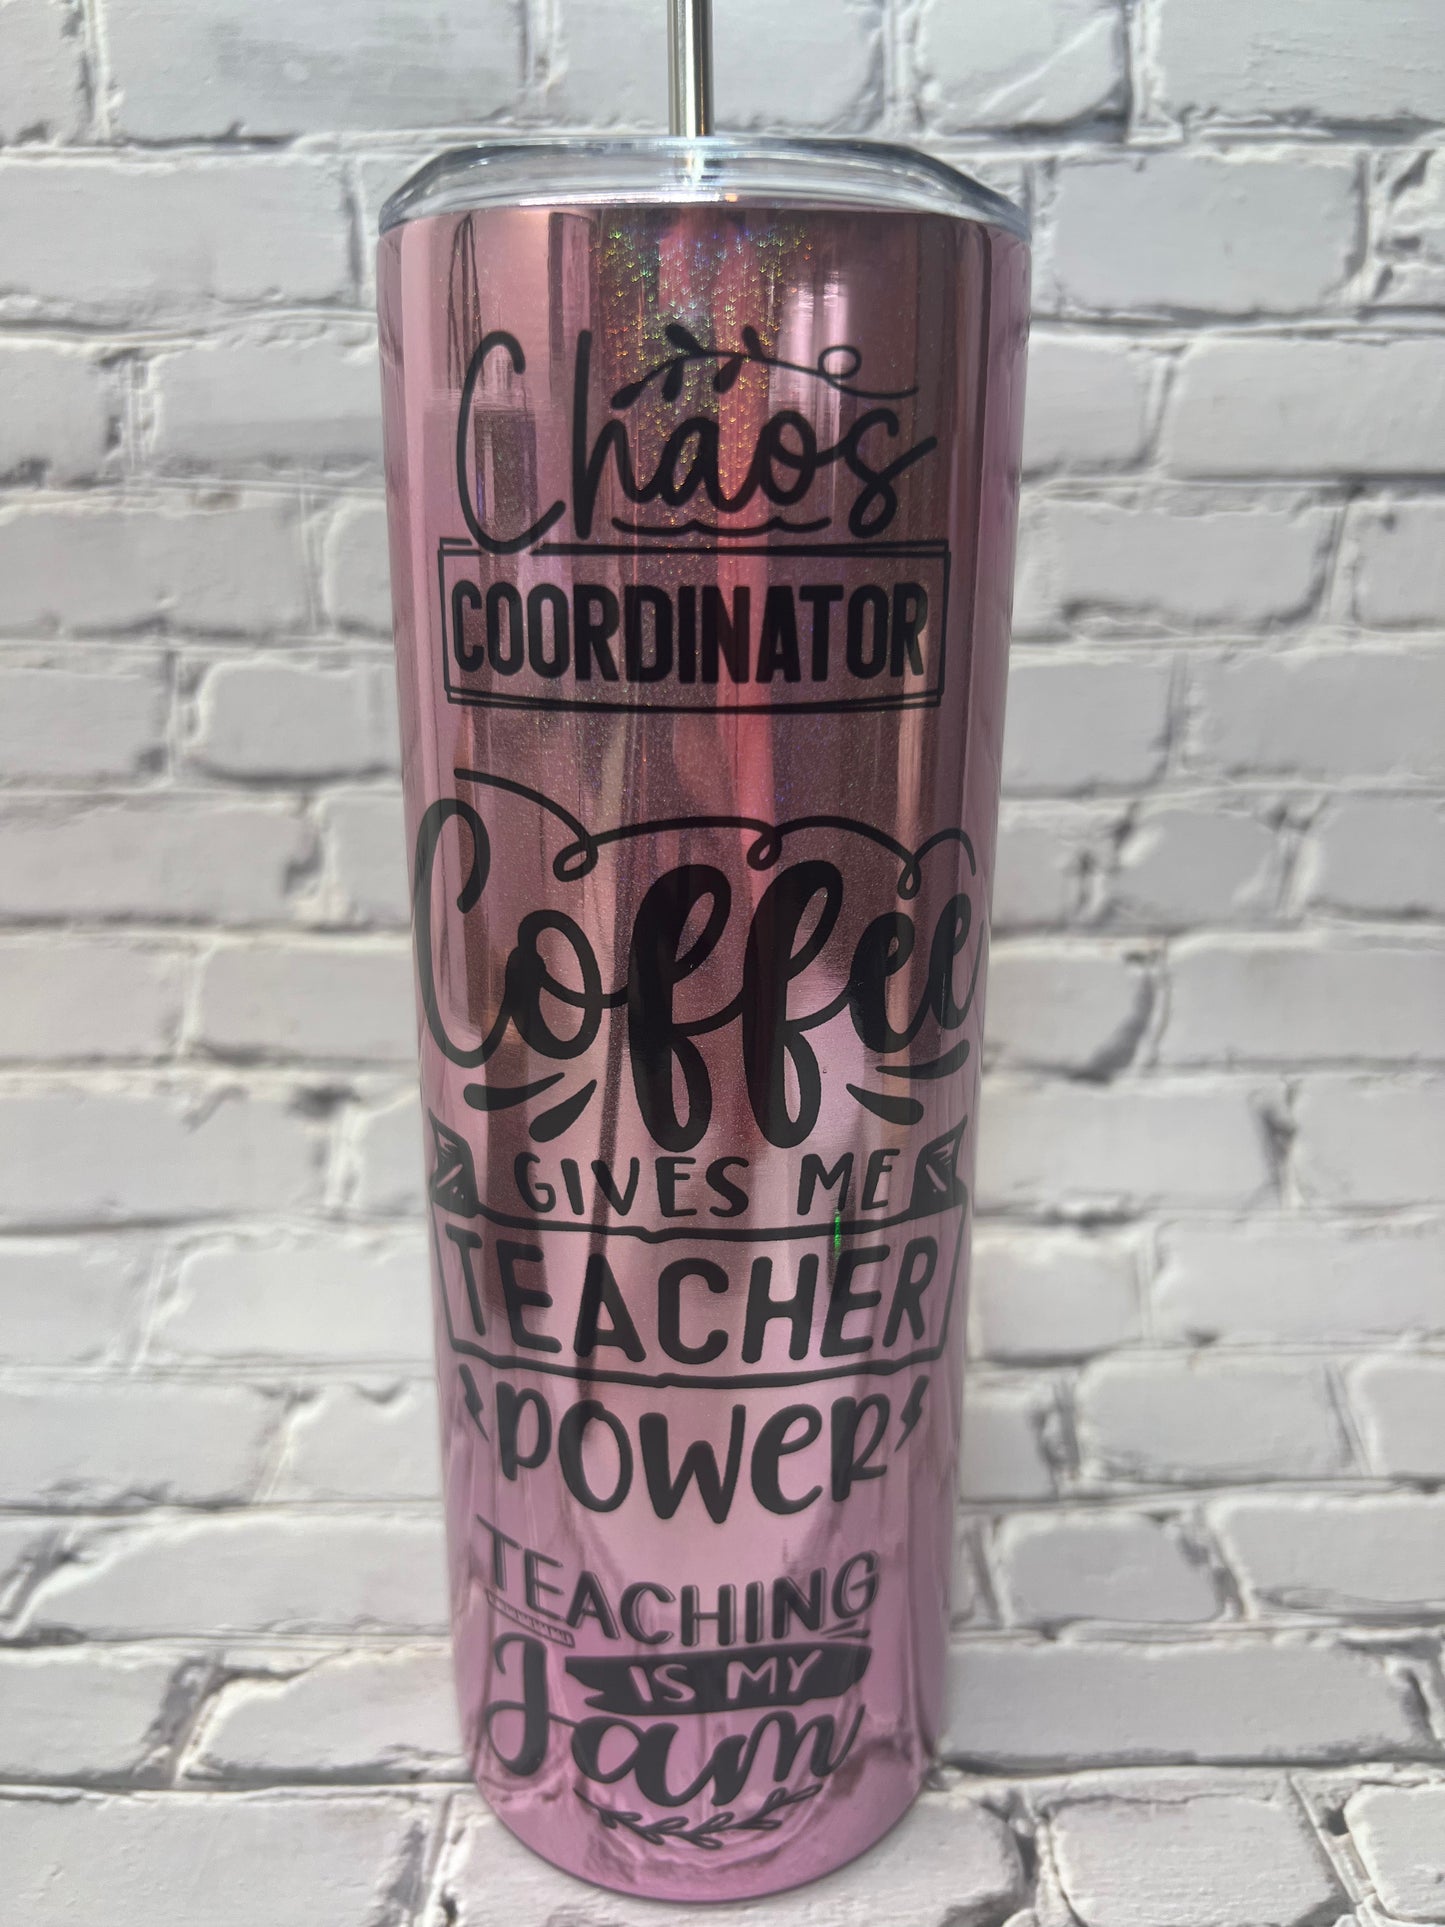 Chaos
COORDINATOR
Coffee
GIVES ME
TEACHER
POWER
TEACHING
IS MY
Jam